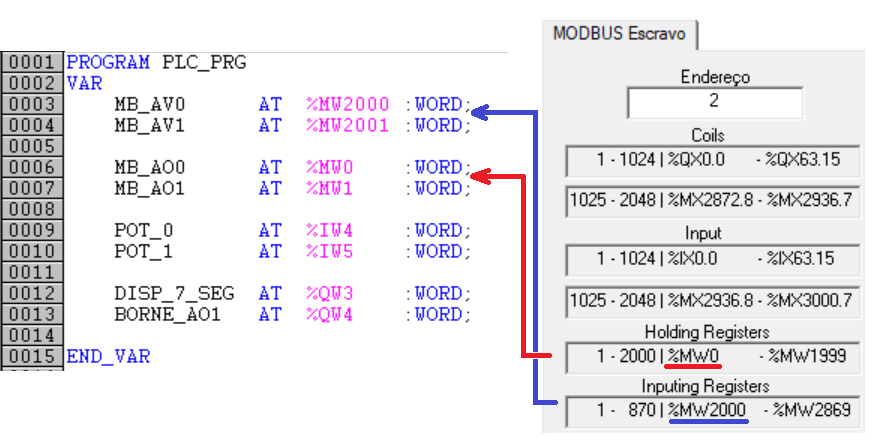 0001 PROGRAM PLC_PRG
0002 VAR
0003 MB_AV0 AT %MW2000 :WORD;
0004 MB_AV1 AT %MW2001 :WORD;
0005
0006 MB_AO0 AT %MW0 :WORD;
0007 MB_AO1 AT %MW1 :WORD;
0008
0009 POT_0 AT %IW4 :WORD;
0010 POT_1 AT %IW5 :WORD;
0011
0012 DISP_7_SEG AT %QW3 :WORD;
0013 BORNE_AO1 AT %QW4 :WORD;
0014
0015 END_VAR
MODBUS Escravo
Endereço
2
Coils
1 - 1024 | %QX0.0 - %QX63.15
1025 - 2048 | %MX2872.8 - %MX2936.7
Input
1 - 1024 | %IX0.0 - %IX63.15
1025 - 2048 | %MX2936.8 - %MX3000.7
Holding Registers
1 - 2000 | %MW0 - %MW1999
Inputing Registers
1 - 870 | %MW2000 - %MW2869